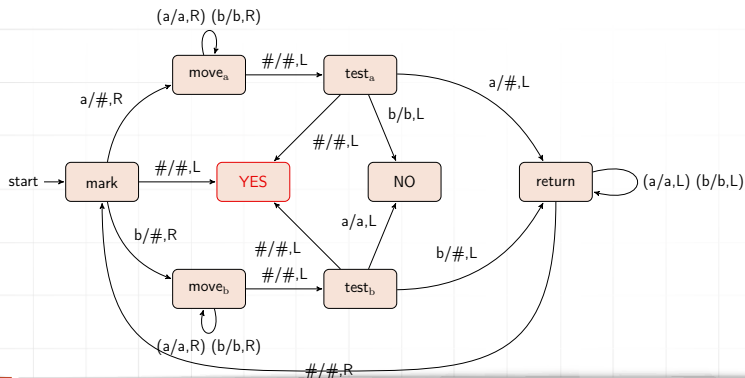 (a/a,R) (b/b,R)
move_a
#/#,L
test_a
a/#,L
a/#,R
b/b,L
#/#,L
start
mark
#/#,L
YES
NO
return
(a/a,L) (b/b,L)
b/#,R
a/a,L
#/#,L
b/#,L
move_b
#/#,L
test_b
(a/a,R) (b/b,R)
#/#,R